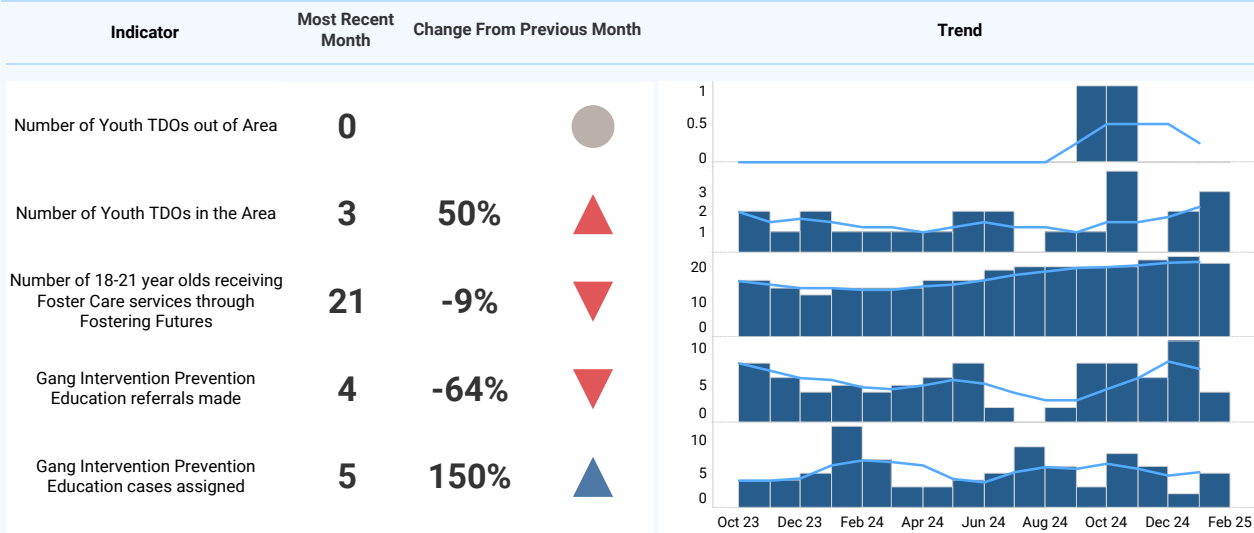 Indicator
Most Recent
Month
Change From Previous Month
Trend
Number of Youth TDOs out of Area
0
1
0.5
0
Number of Youth TDOs in the Area
3
50%
3
2
1
Number of 18-21 year olds receiving
Foster Care services through
Fostering Futures
21
-9%
20
10
0
Gang Intervention Prevention
Education referrals made
4
-64%
10
5
0
Gang Intervention Prevention
Education cases assigned
5
150%
10
5
0
Oct 23 Dec 23 Feb 24 Apr 24 Jun 24 Aug 24 Oct 24 Dec 24 Feb 25